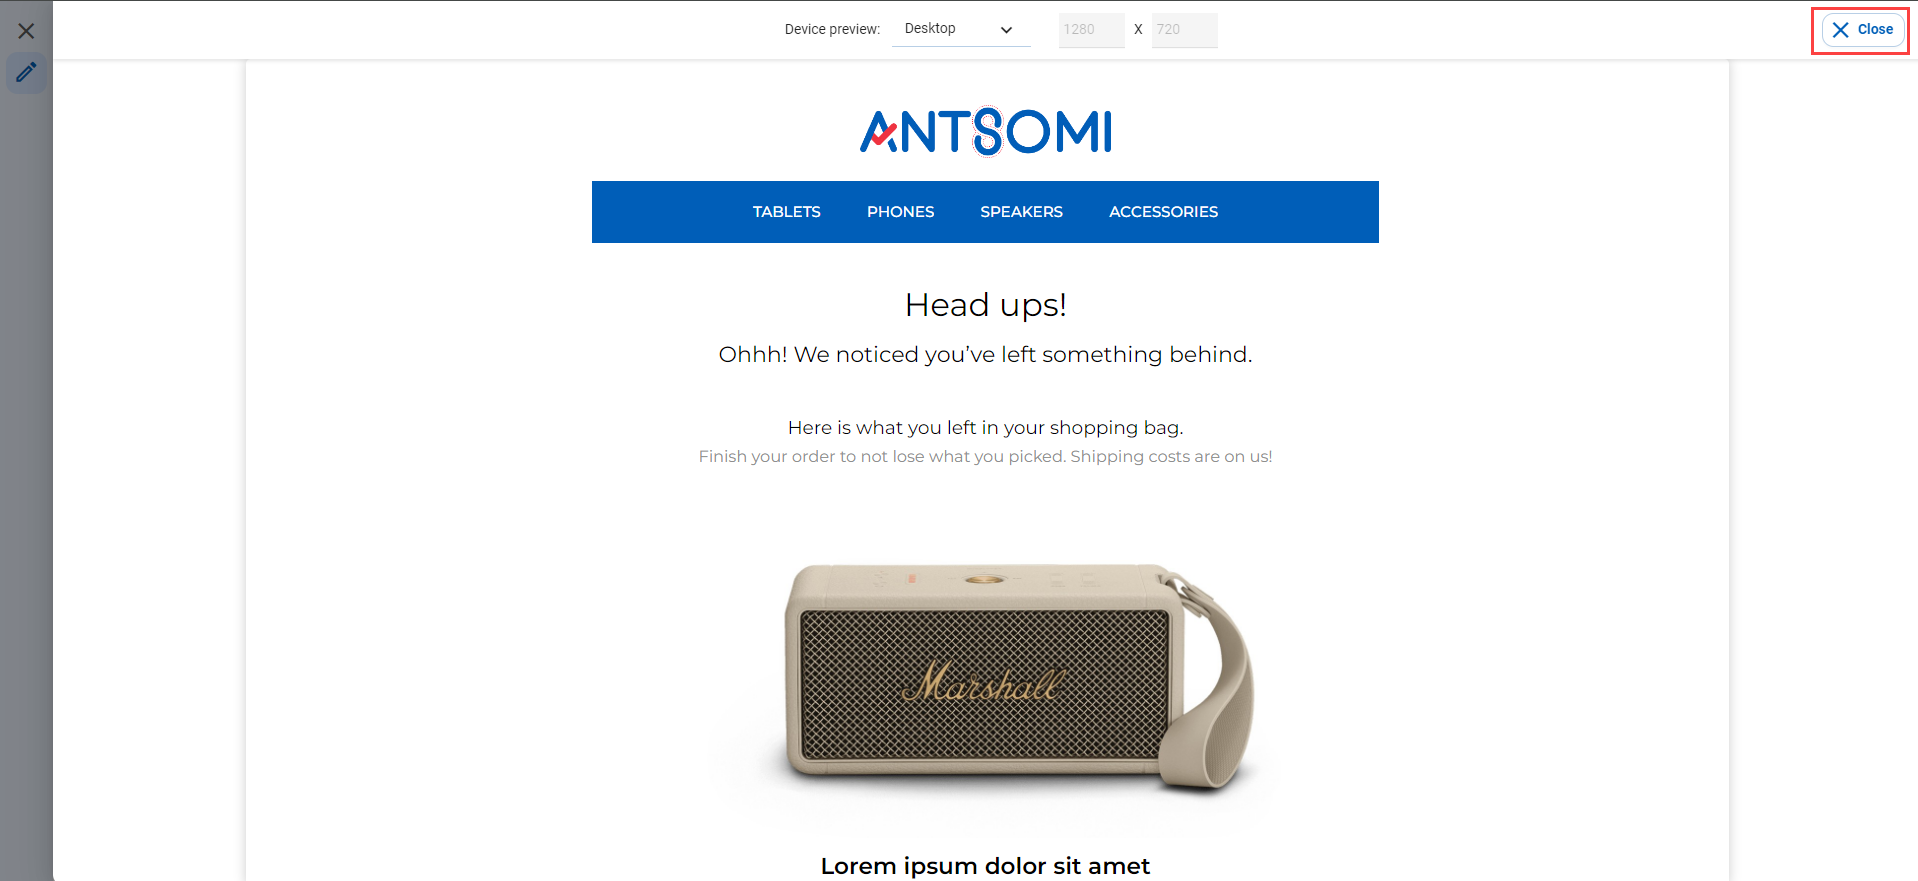 Device preview: Desktop 1280 X 720
Close
ANTSOMI
TABLETS PHONES SPEAKERS ACCESSORIES
Head ups!
Ohhh! We noticed you’ve left something behind.
Here is what you left in your shopping bag.
Finish your order to not lose what you picked. Shipping costs are on us!
Marshall
Lorem ipsum dolor sit amet